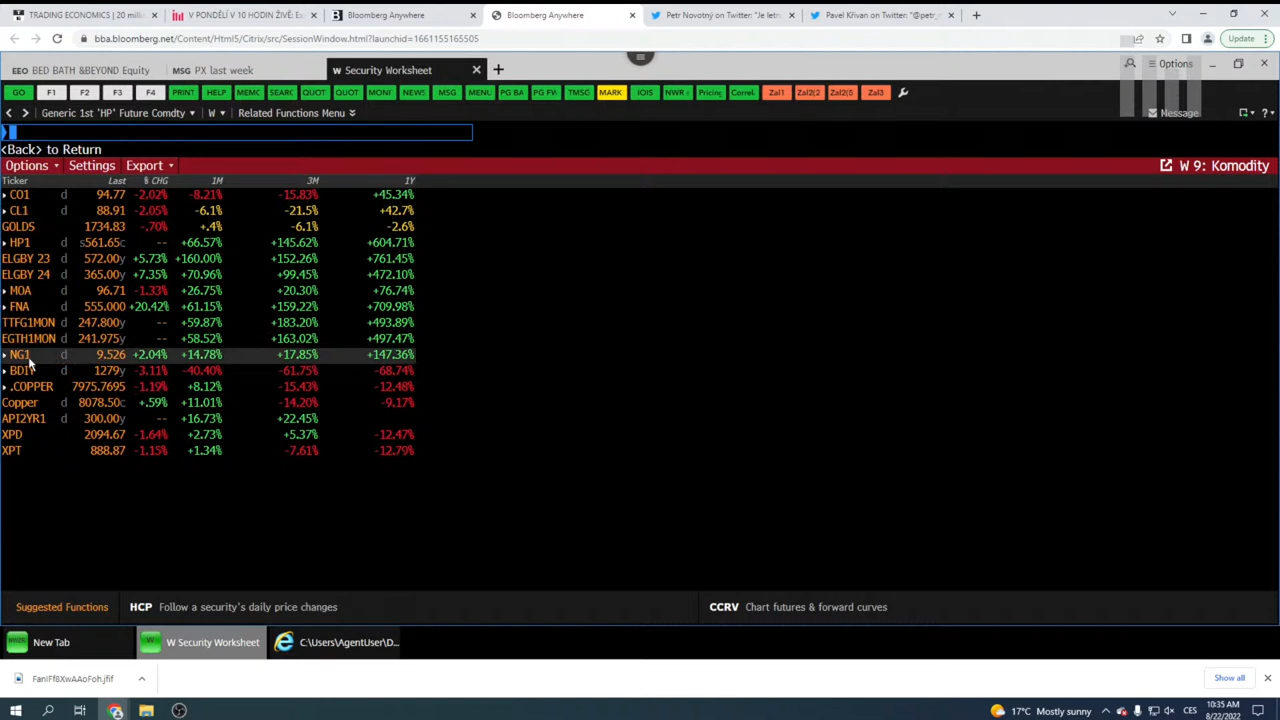 TRADING ECONOMICS | 20 milli
V PONDĚLÍ V 10 HODIN ŽIVĚ: E
Bloomberg Anywhere
Bloomberg Anywhere
Petr Novotný on Twitter: "Je letn
Pavel Křivan on Twitter: "@petr_n
bba.bloomberg.net/Content/Html5/Citrix/src/SessionWindow.html?launchid=1661155165505
Update
EEO BED BATH &BEYOND Equity
MSG PX last week
W Security Worksheet
Options
GO F1 F2 F3 F4 PRINT HELP MEMC SEARC QUOT QUOT MONI NEWS MSG MENU PG BA PG FW TMSG MARK IOIS NWR s Pricing Correl Zal1 Zal2(2 Zal2(5 Zal3
Generic 1st 'HP' Future Comdty W Related Functions Menu
Message
<Back> to Return
Options Settings Export W 9: Komodity
Ticker Last % CHG 1M 3M 1Y
CO1 d 94.77 -2.02% -8.21% -15.83% +45.34%
CL1 d 88.91 -2.05% -6.1% -21.5% +42.7%
GOLDS 1734.83 -.70% +.4% -6.1% -2.6%
HP1 d s561.65c -- +66.57% +145.62% +604.71%
ELGBY 23 d 572.00y +5.73% +160.00% +152.26% +761.45%
ELGBY 24 d 365.00y +7.35% +70.96% +99.45% +472.10%
MOA d 96.71 -1.33% +26.75% +20.30% +76.74%
FNA d 555.000 +20.42% +61.15% +159.22% +709.98%
TTFG1MON d 247.800y -- +59.87% +183.20% +493.89%
EGTH1MON d 241.975y -- +58.52% +163.02% +497.47%
NG1 d 9.526 +2.04% +14.78% +17.85% +147.36%
BDIY d 1279y -3.11% -40.40% -61.75% -68.74%
.COPPER 7975.7695 -1.19% +8.12% -15.43% -12.48%
Copper d 8078.50c +.59% +11.01% -14.20% -9.17%
API2YR1 d 300.00y -- +16.73% +22.45%
XPD 2094.67 -1.64% +2.73% +5.37% -12.47%
XPT 888.87 -1.15% +1.34% -7.61% -12.79%
Suggested Functions HCP Follow a security's daily price changes CCRV Chart futures & forward curves
New Tab
W Security Worksheet
C:\Users\AgentUser\D...
FanIFf8XwAAoFoh.jfif
Show all
17°C Mostly sunny
CES
10:35 AM
8/22/2022